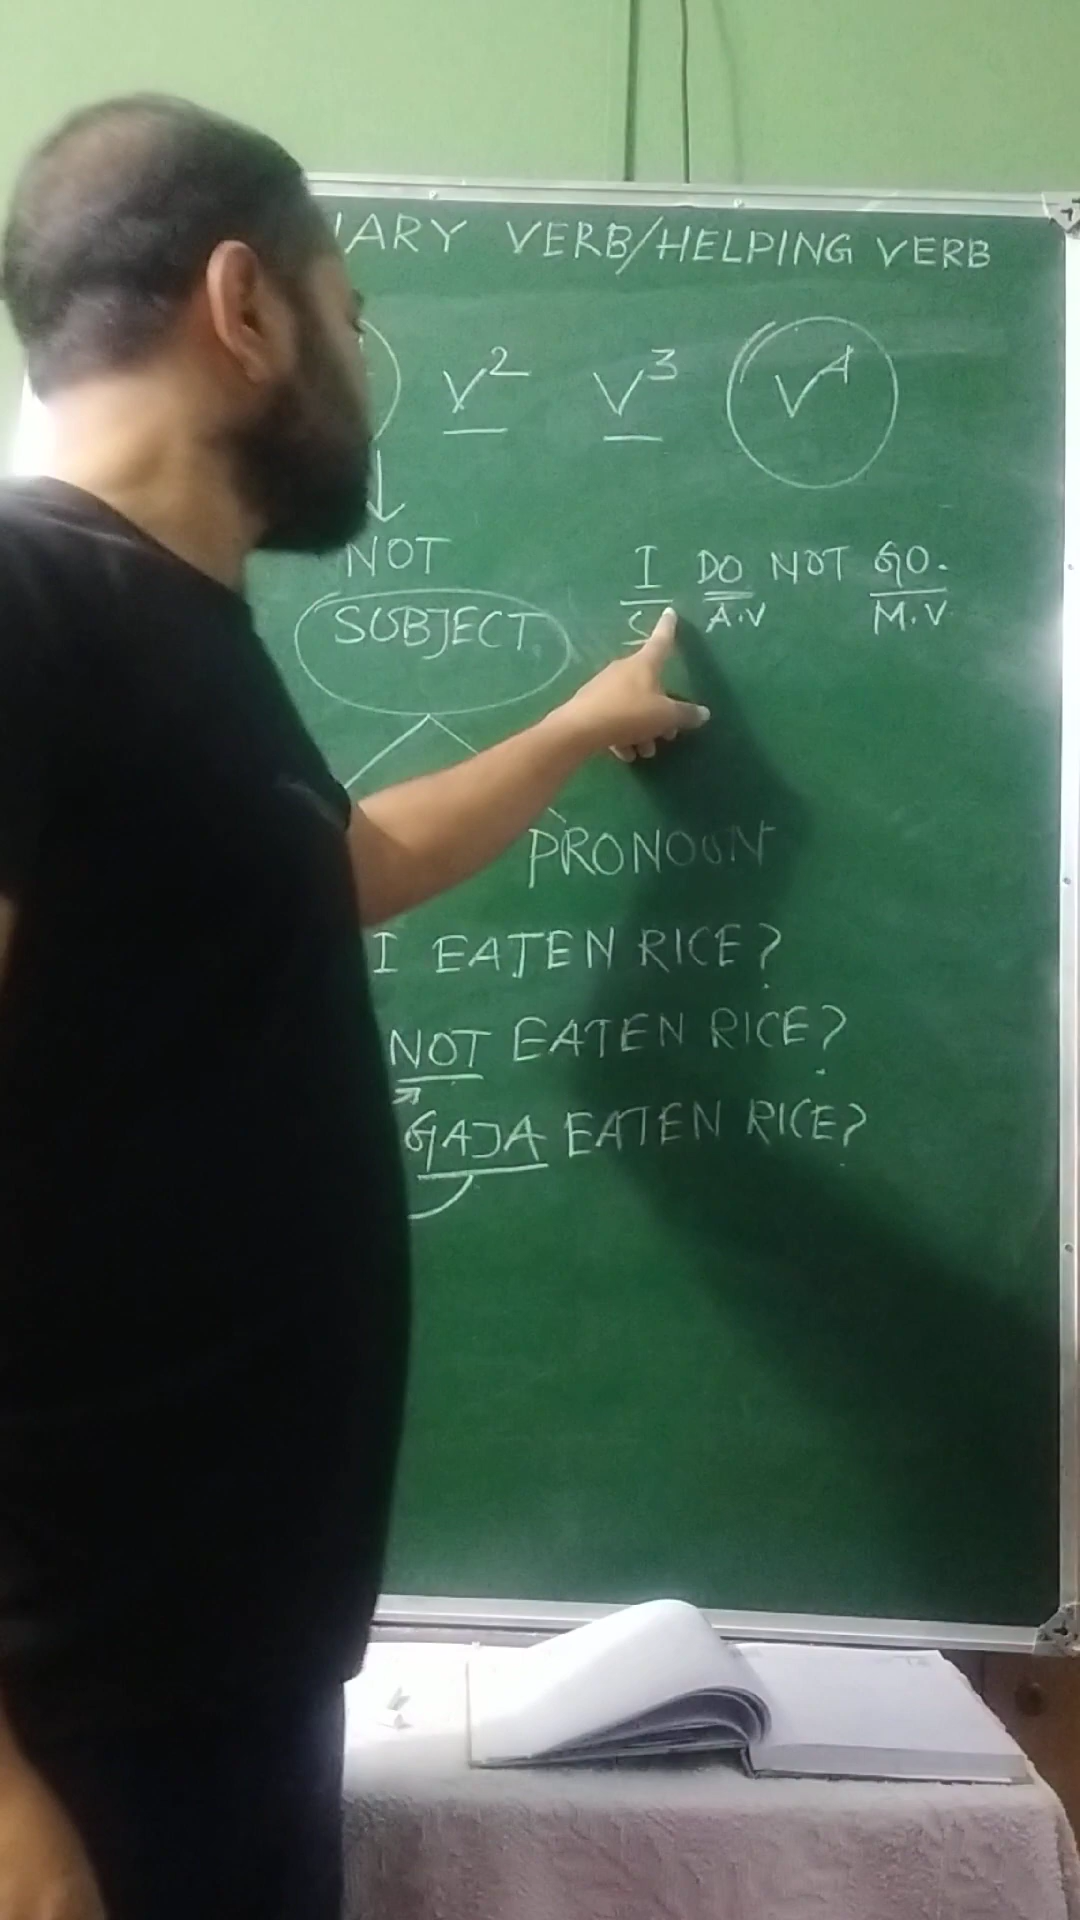 IARY VERB/HELPING VERB
V2 V3 V4
NOT
I DO NOT GO.
S A.V M.V
SUBJECT
PRONOUN
I EATEN RICE?
NOT EATEN RICE?
GAJA EATEN RICE?